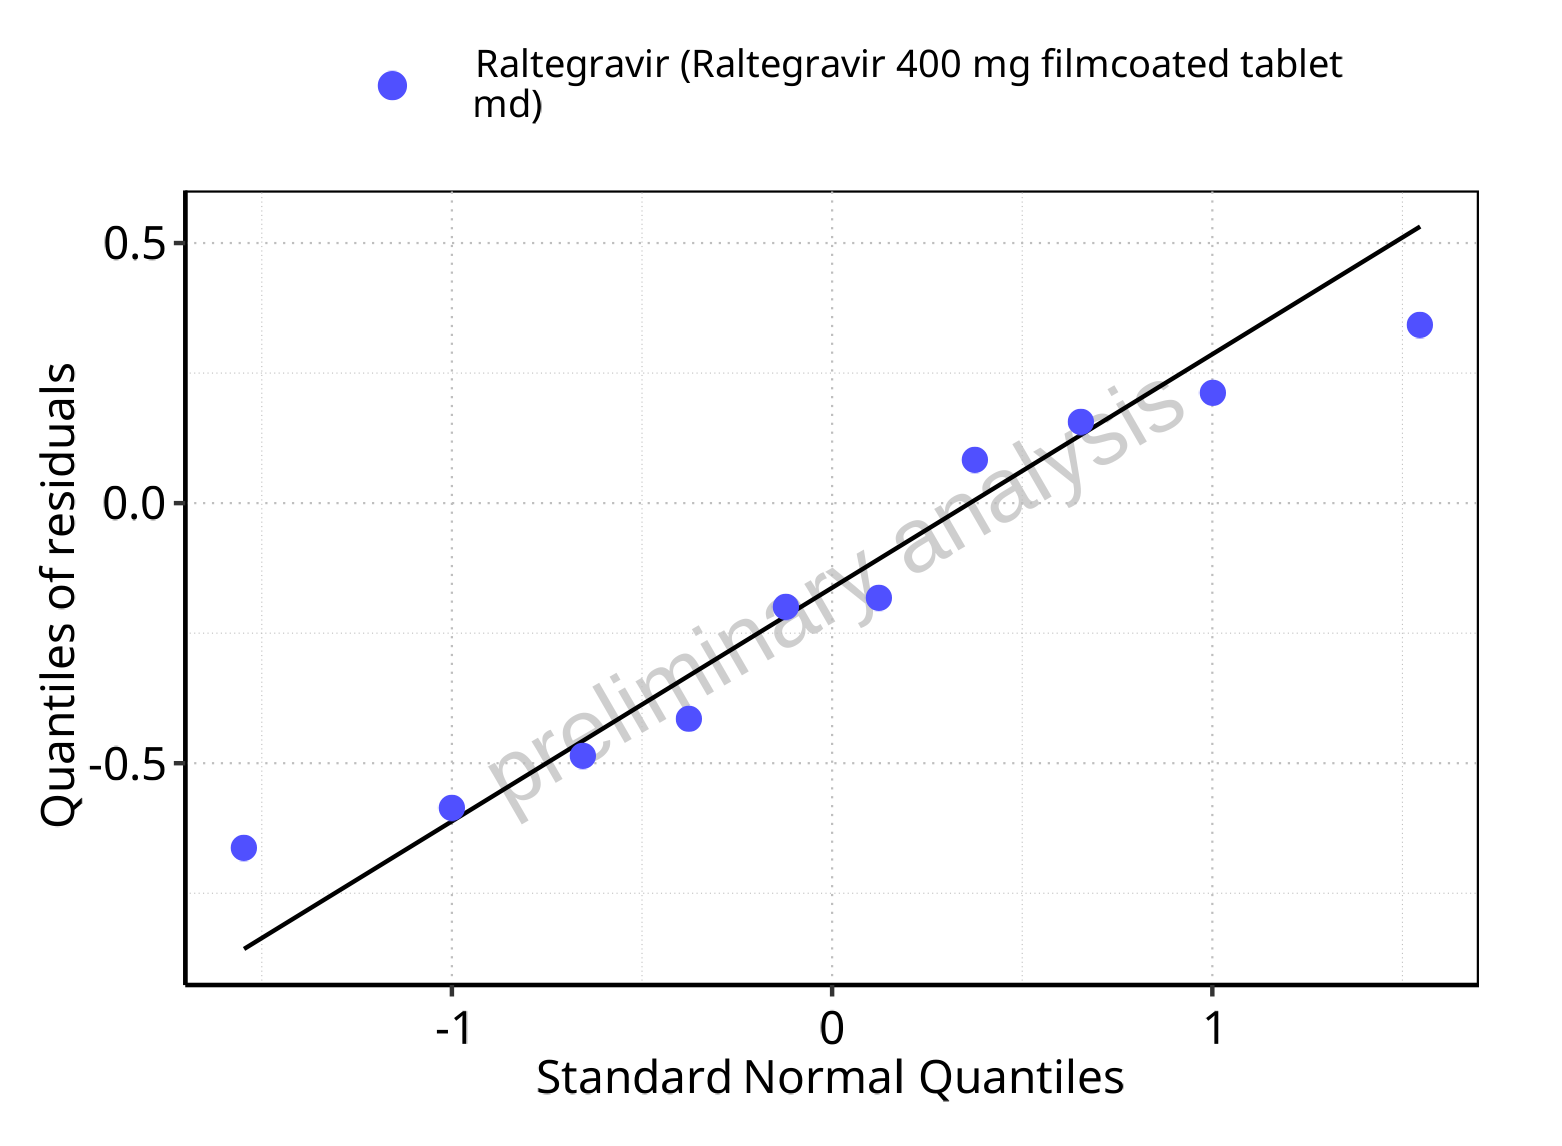 Raltegravir (Raltegravir 400 mg filmcoated tablet
md)
0.5
0.0
-0.5
Quantiles of residuals
preliminary analysis
-1
0
1
Standard Normal Quantiles